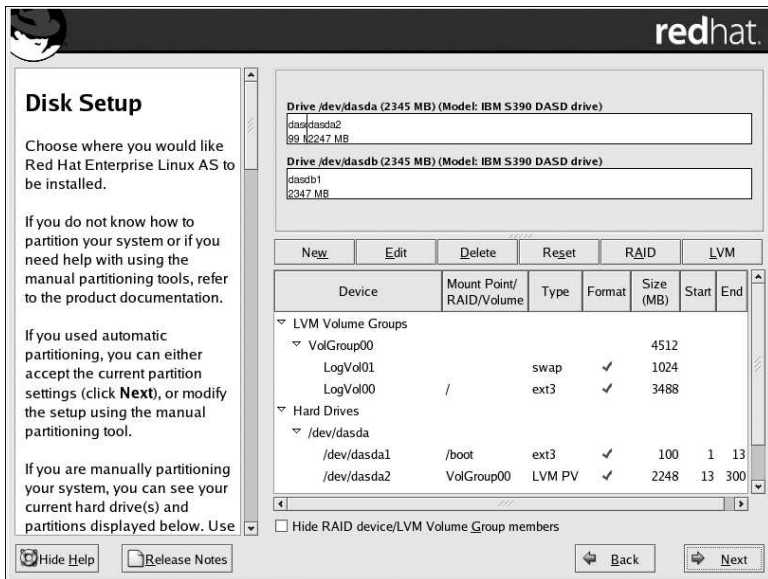 redhat.
Disk Setup
Choose where you would like
Red Hat Enterprise Linux AS to
be installed.
If you do not know how to
partition your system or if you
need help with using the
manual partitioning tools, refer
to the product documentation.
If you used automatic
partitioning, you can either
accept the current partition
settings (click Next), or modify
the setup using the manual
partitioning tool.
If you are manually partitioning
your system, you can see your
current hard drive(s) and
partitions displayed below. Use
Drive /dev/dasda (2345 MB) (Model: IBM S390 DASD drive)
dasdasda2
99 2247 MB
Drive /dev/dasdb (2345 MB) (Model: IBM S390 DASD drive)
dasdb1
2347 MB
New Edit Delete Reset RAID LVM
Device Mount Point/ RAID/Volume Type Format Size (MB) Start End
LVM Volume Groups
VolGroup00 4512
LogVol01 swap ✓ 1024
LogVol00 / ext3 ✓ 3488
Hard Drives
/dev/dasda
/dev/dasda1 /boot ext3 ✓ 100 1 13
/dev/dasda2 VolGroup00 LVM PV ✓ 2248 13 300
Hide RAID device/LVM Volume Group members
Hide Help Release Notes Back Next